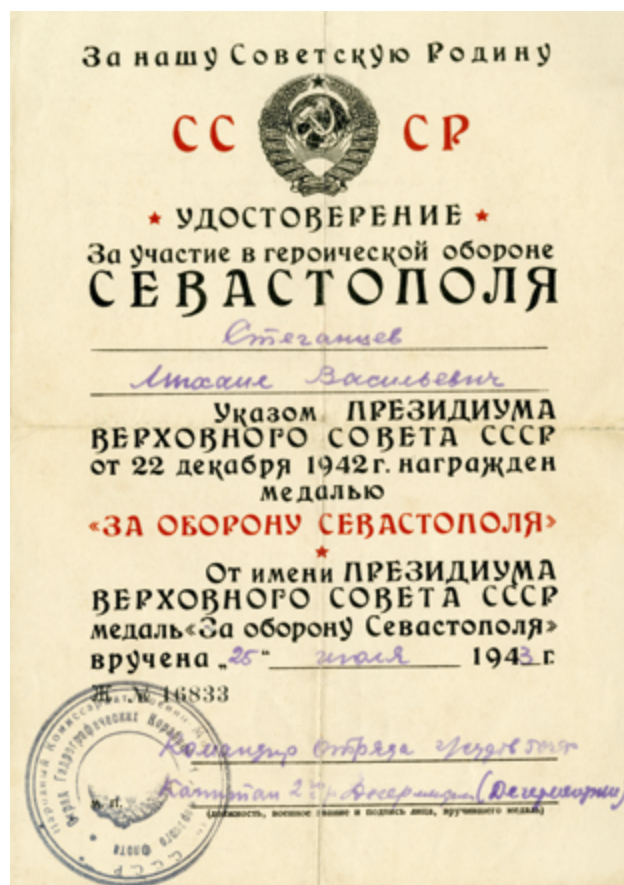 За нашу Советскую Родину
СС СР
УДОСТОВЕРЕНИЕ
За участие в героической обороне
СЕВАСТОПОЛЯ
Стеганцев
Михаил Васильевич
Указом ПРЕЗИДИУМА
ВЕРХОВНОГО СОВЕТА СССР
от 22 декабря 1942 г. награжден
медалью
«ЗА ОБОРОНУ СЕВАСТОПОЛЯ»
От имени ПРЕЗИДИУМА
ВЕРХОВНОГО СОВЕТА СССР
медаль «За оборону Севастополя»
вручена „25“ июля 1943 г.
Ж № 16833
Командир отряда
Капитан 2
(должность, военное звание и подпись лица, вручившего медаль)